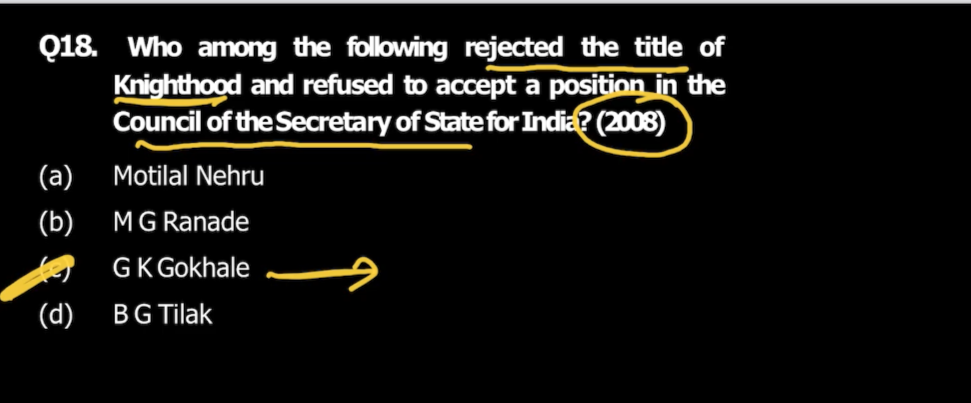 Q18. Who among the following rejected the title of
Knighthood and refused to accept a position in the
Council of the Secretary of State for India? (2008)
(a) Motilal Nehru
(b) M G Ranade
(c) G K Gokhale
(d) B G Tilak